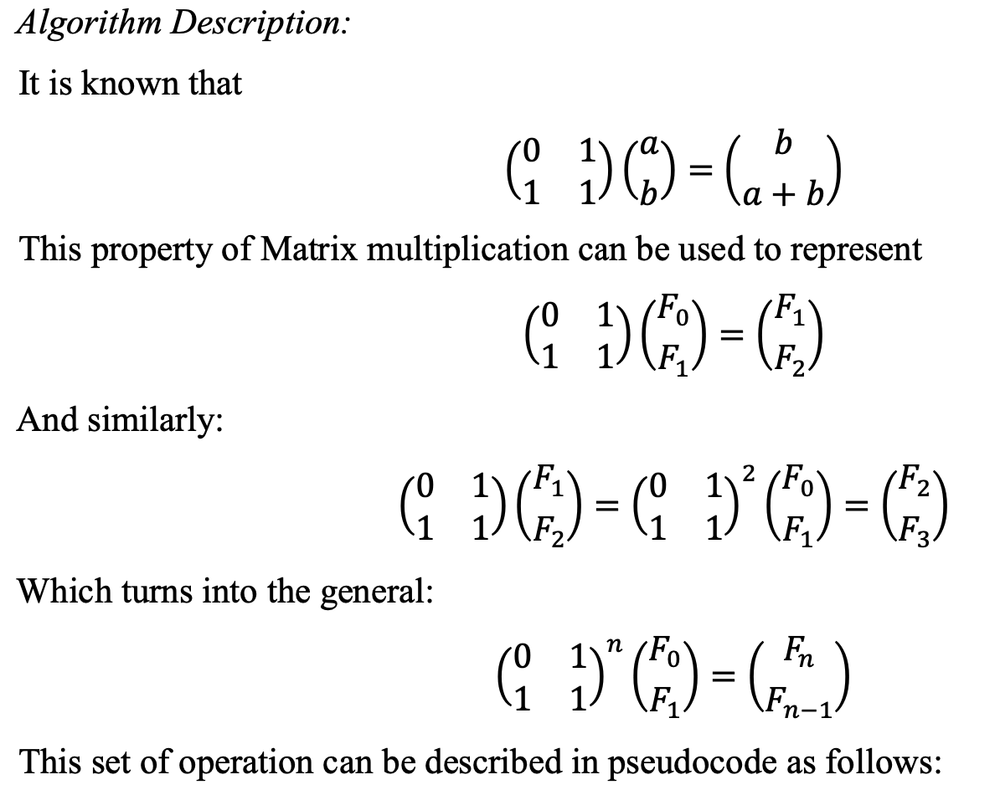 Algorithm Description:
It is known that
$\begin{pmatrix} 0 & 1 \\ 1 & 1 \end{pmatrix} \begin{pmatrix} a \\ b \end{pmatrix} = \begin{pmatrix} b \\ a + b \end{pmatrix}$
This property of Matrix multiplication can be used to represent
$\begin{pmatrix} 0 & 1 \\ 1 & 1 \end{pmatrix} \begin{pmatrix} F_0 \\ F_1 \end{pmatrix} = \begin{pmatrix} F_1 \\ F_2 \end{pmatrix}$
And similarly:
$\begin{pmatrix} 0 & 1 \\ 1 & 1 \end{pmatrix} \begin{pmatrix} F_1 \\ F_2 \end{pmatrix} = \begin{pmatrix} 0 & 1 \\ 1 & 1 \end{pmatrix}^2 \begin{pmatrix} F_0 \\ F_1 \end{pmatrix} = \begin{pmatrix} F_2 \\ F_3 \end{pmatrix}$
Which turns into the general:
$\begin{pmatrix} 0 & 1 \\ 1 & 1 \end{pmatrix}^n \begin{pmatrix} F_0 \\ F_1 \end{pmatrix} = \begin{pmatrix} F_n \\ F_{n-1} \end{pmatrix}$
This set of operation can be described in pseudocode as follows: